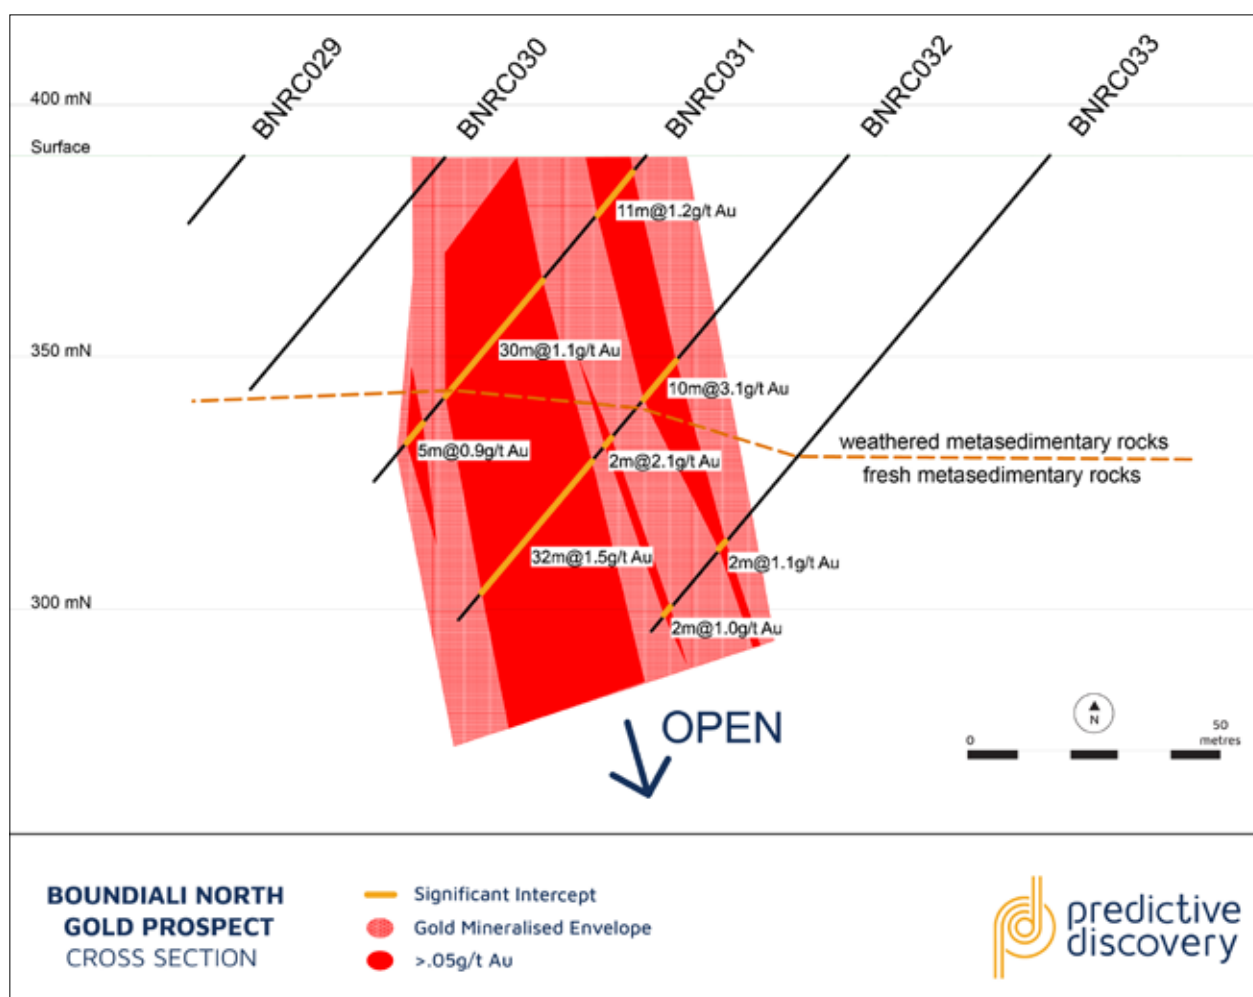 BNRC029
BNRC030
BNRC031
BNRC032
BNRC033
400 mN
Surface
11m@1.2g/t Au
350 mN
30m@1.1g/t Au
10m@3.1g/t Au
5m@0.9g/t Au
2m@2.1g/t Au
weathered metasedimentary rocks
fresh metasedimentary rocks
32m@1.5g/t Au
2m@1.1g/t Au
300 mN
2m@1.0g/t Au
OPEN
N
0
50
metres
BOUNDIALI NORTH
GOLD PROSPECT
CROSS SECTION
Significant Intercept
Gold Mineralised Envelope
>.05g/t Au
predictive
discovery